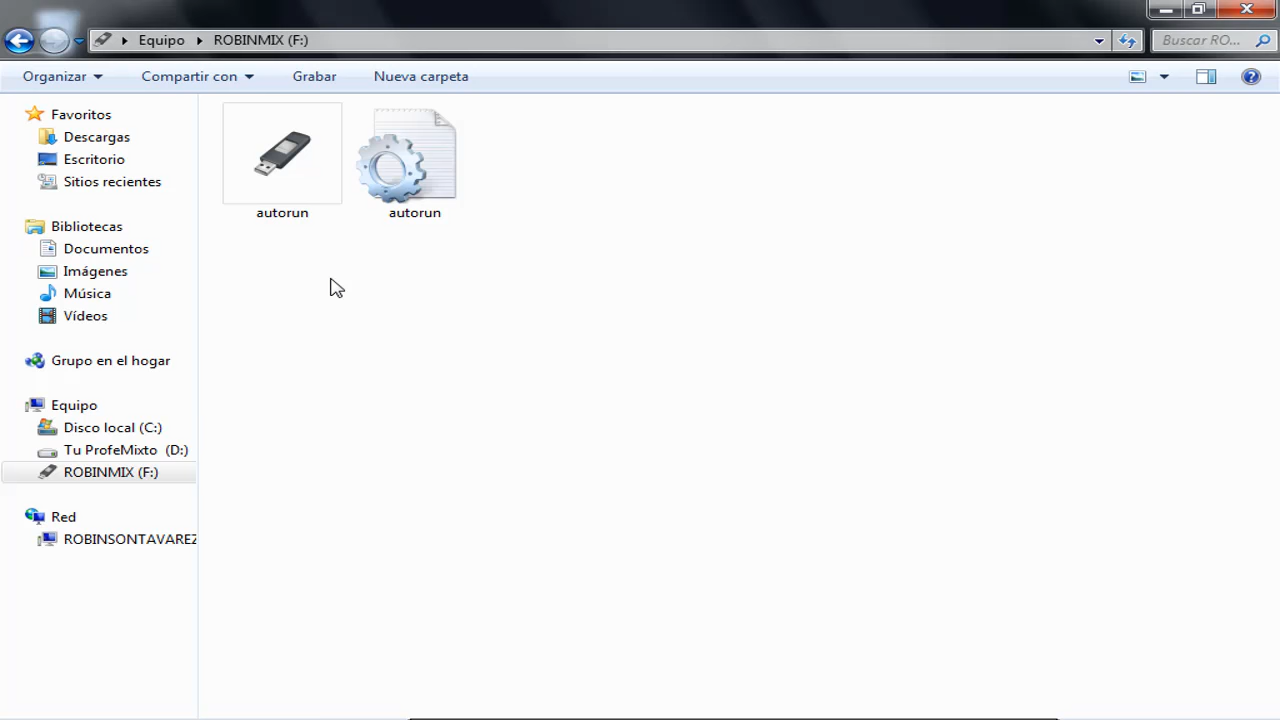 Equipo ROBINMIX (F:) Buscar RO...
Organizar Compartir con Grabar Nueva carpeta
Favoritos
Descargas
Escritorio
Sitios recientes
Bibliotecas
Documentos
Imágenes
Música
Vídeos
Grupo en el hogar
Equipo
Disco local (C:)
Tu ProfeMixto (D:)
ROBINMIX (F:)
Red
ROBINSONTAVAREZ
autorun autorun